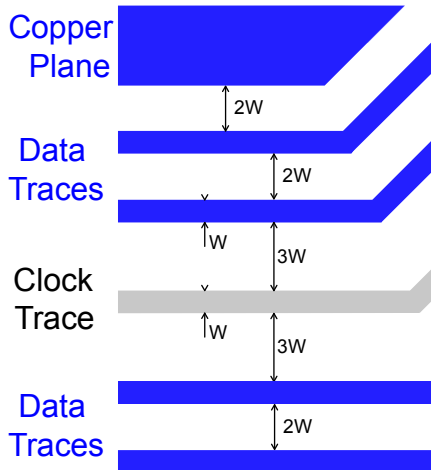 Copper
Plane
2W
Data
Traces
2W
W
3W
Clock
Trace
W
3W
Data
Traces
2W